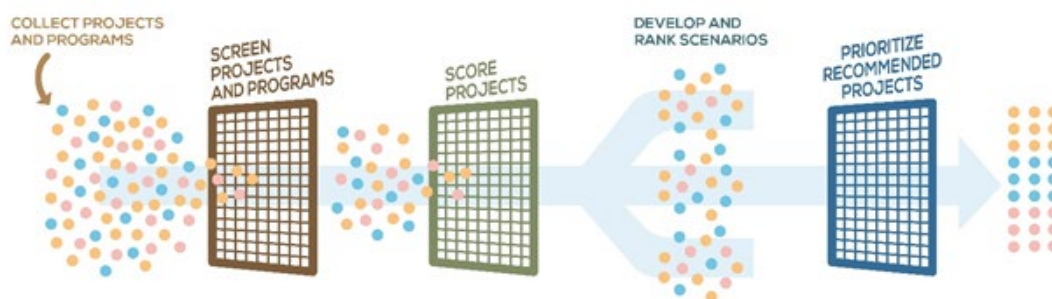 COLLECT PROJECTS
AND PROGRAMS
SCREEN
PROJECTS
AND PROGRAMS
SCORE
PROJECTS
DEVELOP AND
RANK SCENARIOS
PRIORITIZE
RECOMMENDED
PROJECTS